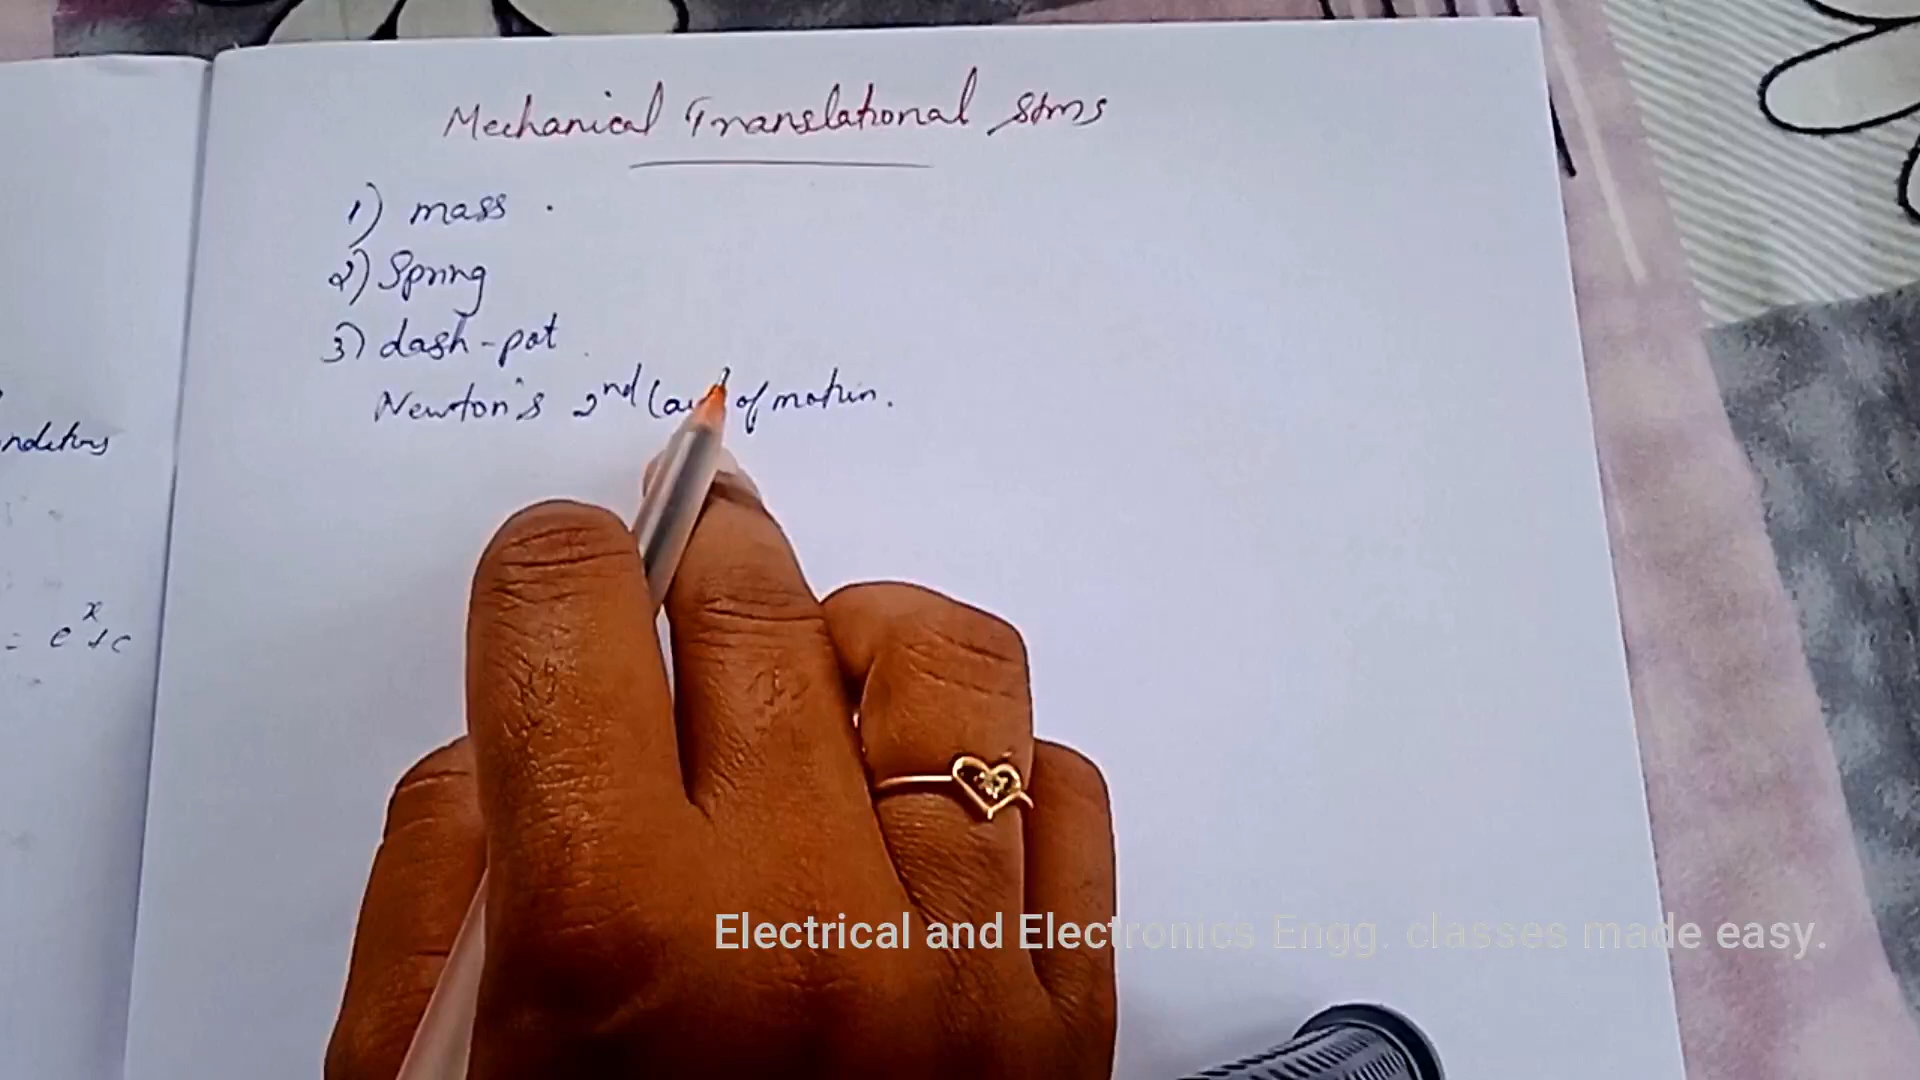 Mechanical Translational Stms
1) mass .
2) Spring
3) dash-pot
Newton's 2nd law of motion.
= e^x + c
Electrical and Electronics Engg. classes made easy.